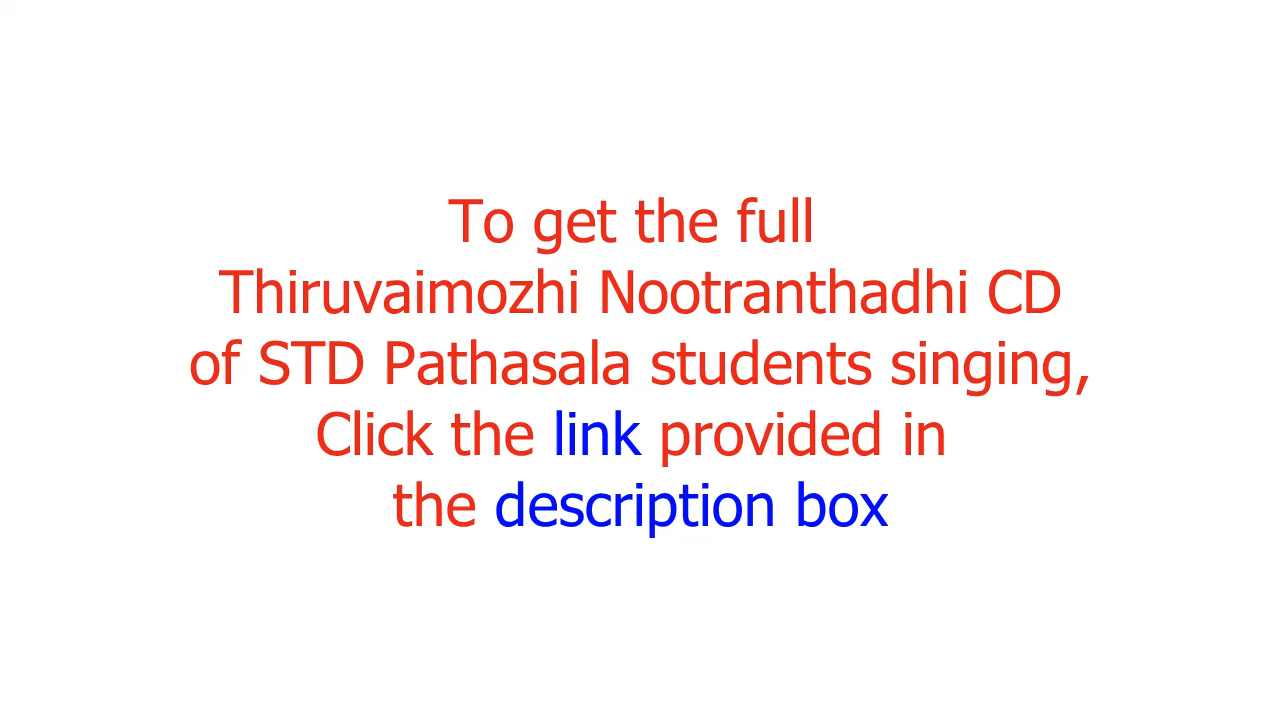 To get the full
Thiruvaimozhi Nootranthadhi CD
of STD Pathasala students singing,
Click the link provided in
the description box